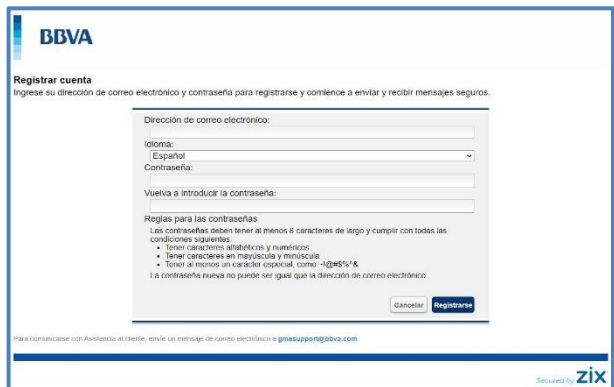 BBVA
Registrar cuenta
Ingrese su dirección de correo electrónico y contraseña para registrarse y comience a enviar y recibir mensajes seguros.
Dirección de correo electrónico:
Idioma:
Español
Contraseña:
Vuelva a introducir la contraseña:
Reglas para las contraseñas
Las contraseñas deben tener al menos 8 caracteres de largo y cumplir con todas las
condiciones siguientes:
• Tener caracteres alfabéticos y numéricos
• Tener caracteres en mayúscula y minúscula
• Tener al menos un carácter especial, como ~!@#$%^&
La contraseña nueva no puede ser igual que la dirección de correo electrónico
Cancelar Registrarse
Para comunicarse con Asistencia al cliente, envíe un mensaje de correo electrónico a gmesupport@bbva.com
Secured by zix